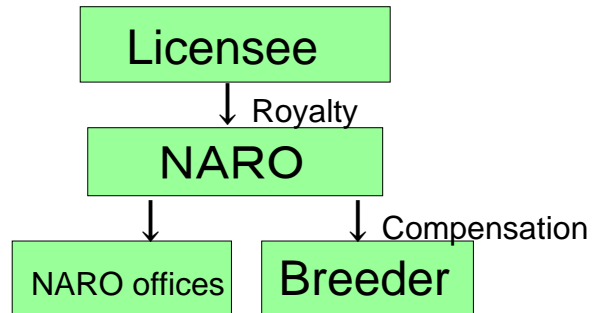 Licensee
Royalty
NARO
Compensation
NARO offices
Breeder